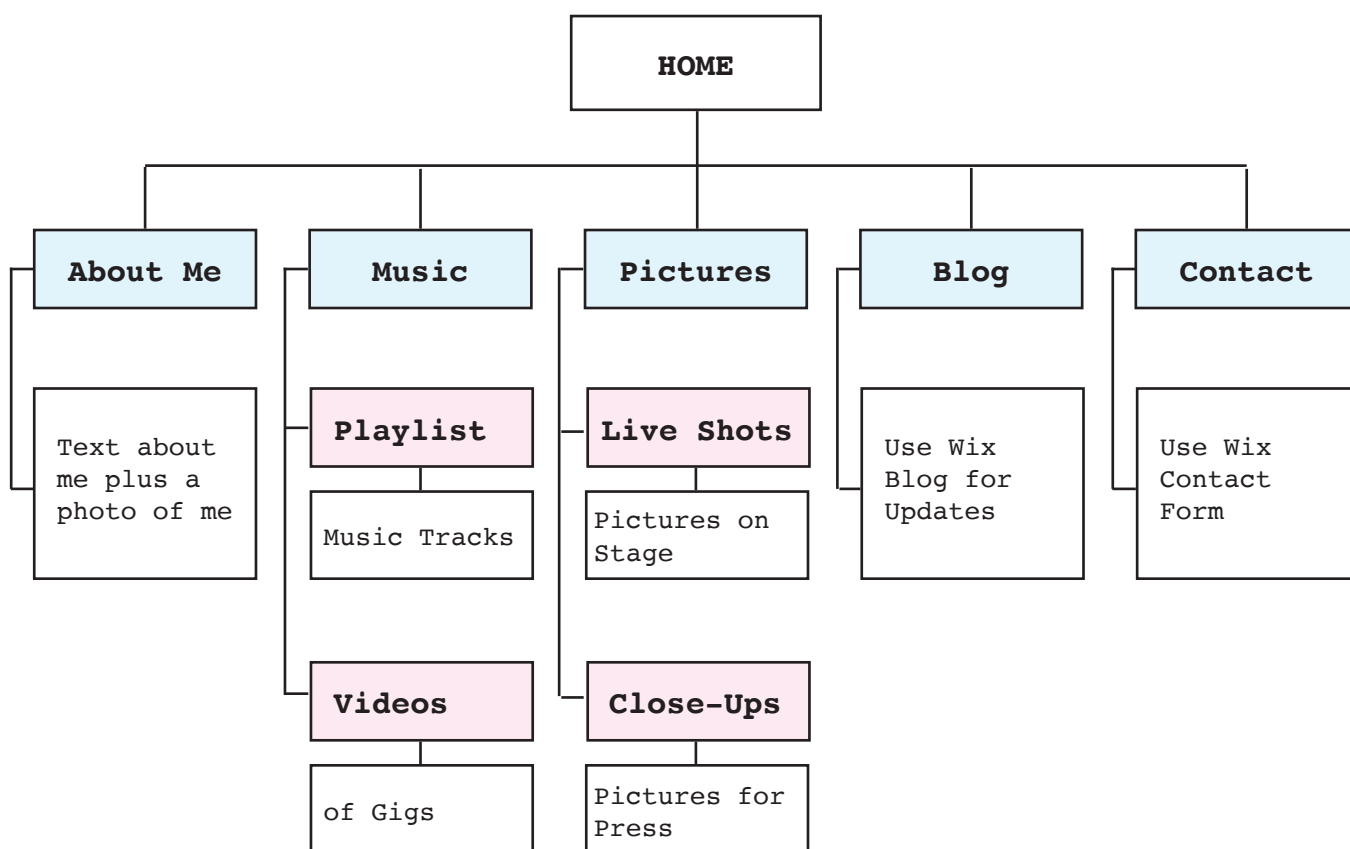 HOME
About Me
Music
Pictures
Blog
Contact
Text about
me plus a
photo of me
Playlist
Music Tracks
Videos
of Gigs
Live Shots
Pictures on
Stage
Close-Ups
Pictures for
Press
Use Wix
Blog for
Updates
Use Wix
Contact
Form